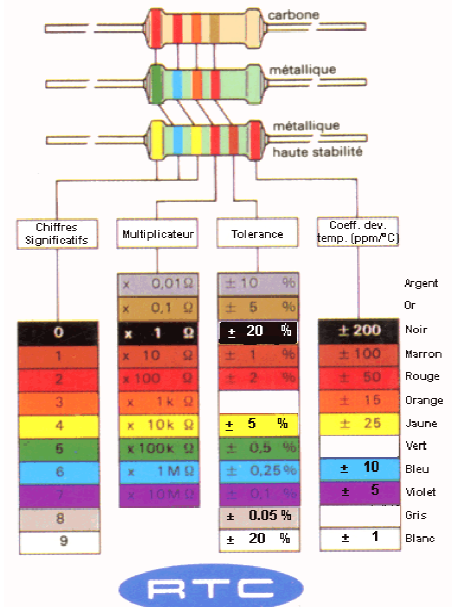 carbone
métallique
métallique
haute stabilité
Chiffres
Significatifs
Multiplicateur
Tolerance
Coeff. dev.
temp. (ppm/°C)
x 0,01 Ω ± 10 % Argent
x 0,1 Ω ± 5 % Or
0 x 1 Ω ± 20 % ± 200 Noir
1 x 10 Ω ± 1 % ± 100 Marron
2 x 100 Ω ± 2 % ± 50 Rouge
3 x 1 k Ω ± 15 Orange
4 x 10 k Ω ± 5 % ± 25 Jaune
5 x 100k Ω ± 0,5 % Vert
6 x 1 M Ω ± 0,25 % ± 10 Bleu
7 x 10 M Ω ± 0,1 % ± 5 Violet
8 ± 0.05 % Gris
9 ± 20 % ± 1 Blanc
RTC